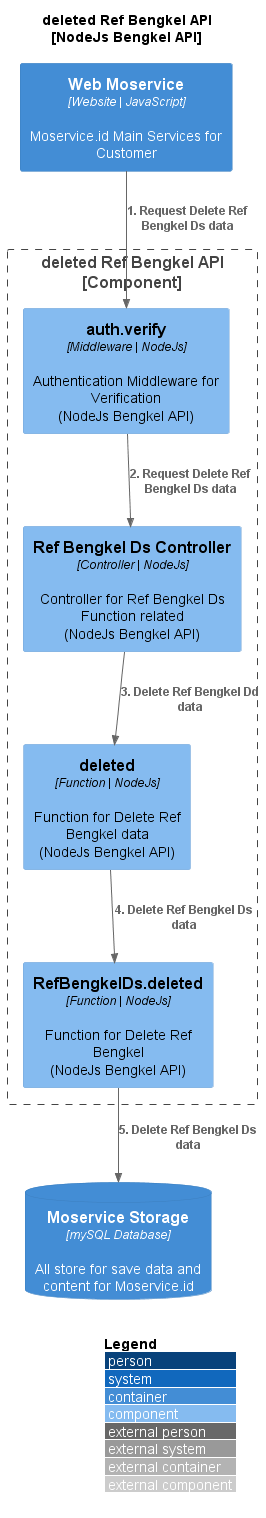 deleted Ref Bengkel API
[NodeJs Bengkel API]
Web Moservice
[Website | JavaScript]
Moservice.id Main Services for
Customer
1. Request Delete Ref
Bengkel Ds data
deleted Ref Bengkel API
[Component]
auth.verify
[Middleware | NodeJs]
Authentication Middleware for
Verification
(NodeJs Bengkel API)
2. Request Delete Ref
Bengkel Ds data
Ref Bengkel Ds Controller
[Controller | NodeJs]
Controller for Ref Bengkel Ds
Function related
(NodeJs Bengkel API)
3. Delete Ref Bengkel Dd
data
deleted
[Function | NodeJs]
Function for Delete Ref
Bengkel data
(NodeJs Bengkel API)
4. Delete Ref Bengkel Ds
data
RefBengkelDs.deleted
[Function | NodeJs]
Function for Delete Ref
Bengkel
(NodeJs Bengkel API)
5. Delete Ref Bengkel Ds
data
Moservice Storage
[mySQL Database]
All store for save data and
content for Moservice.id
Legend
person
system
container
component
external person
external system
external container
external component